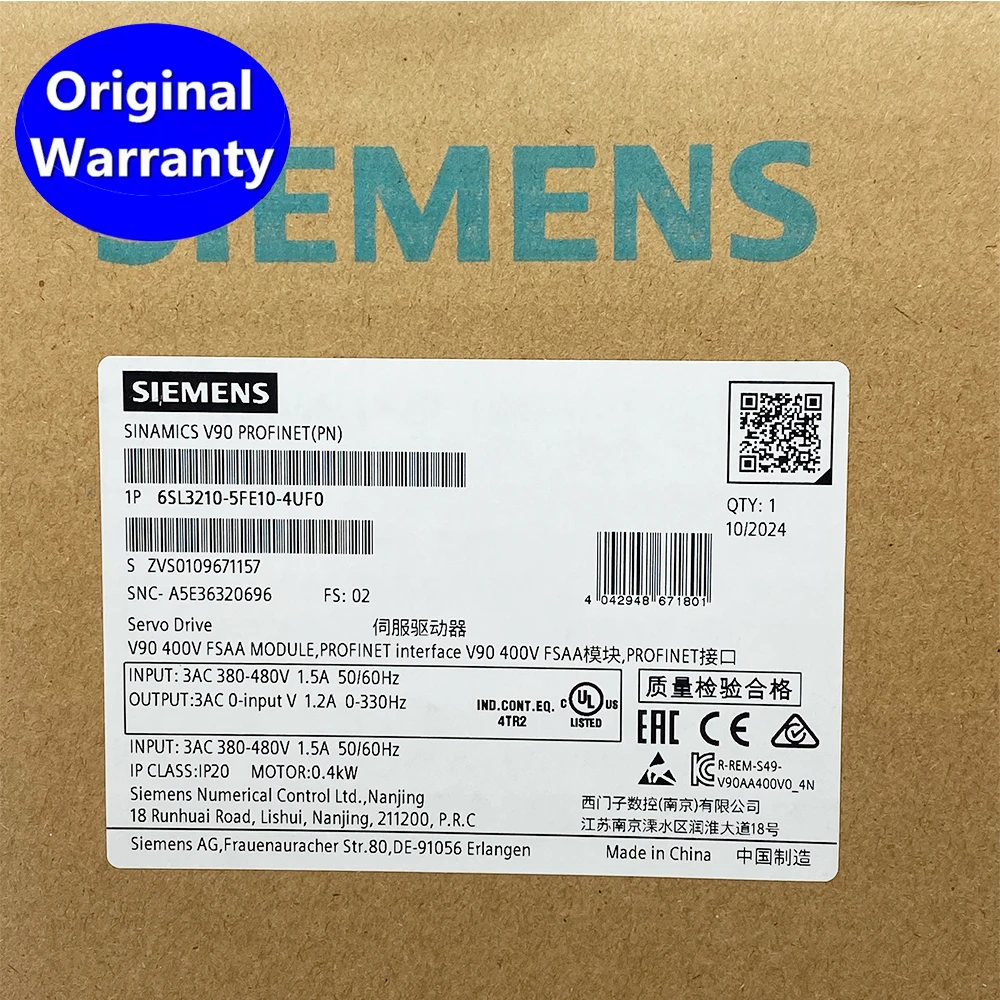 Original
Warranty
SIEMENS
SIEMENS
SINAMICS V90 PROFINET(PN)
1P 6SL3210-5FE10-4UF0
S ZVS0109671157
SNC- A5E36320696 FS: 02
QTY: 1
10/2024
4 042948 671801
Servo Drive 伺服驱动器
V90 400V FSAA MODULE,PROFINET interface V90 400V FSAA模块,PROFINET接口
INPUT: 3AC 380-480V 1.5A 50/60Hz
OUTPUT:3AC 0-input V 1.2A 0-330Hz
IND.CONT.EQ.
4TR2
C UL US
LISTED
质量检验合格
EAC CE
INPUT: 3AC 380-480V 1.5A 50/60Hz
IP CLASS:IP20 MOTOR:0.4kW
R-REM-S49-
V90AA400V0_4N
Siemens Numerical Control Ltd.,Nanjing
18 Runhuai Road, Lishui, Nanjing, 211200, P.R.C
西门子数控(南京)有限公司
江苏南京溧水区润淮大道18号
Siemens AG,Frauenauracher Str.80,DE-91056 Erlangen
Made in China 中国制造